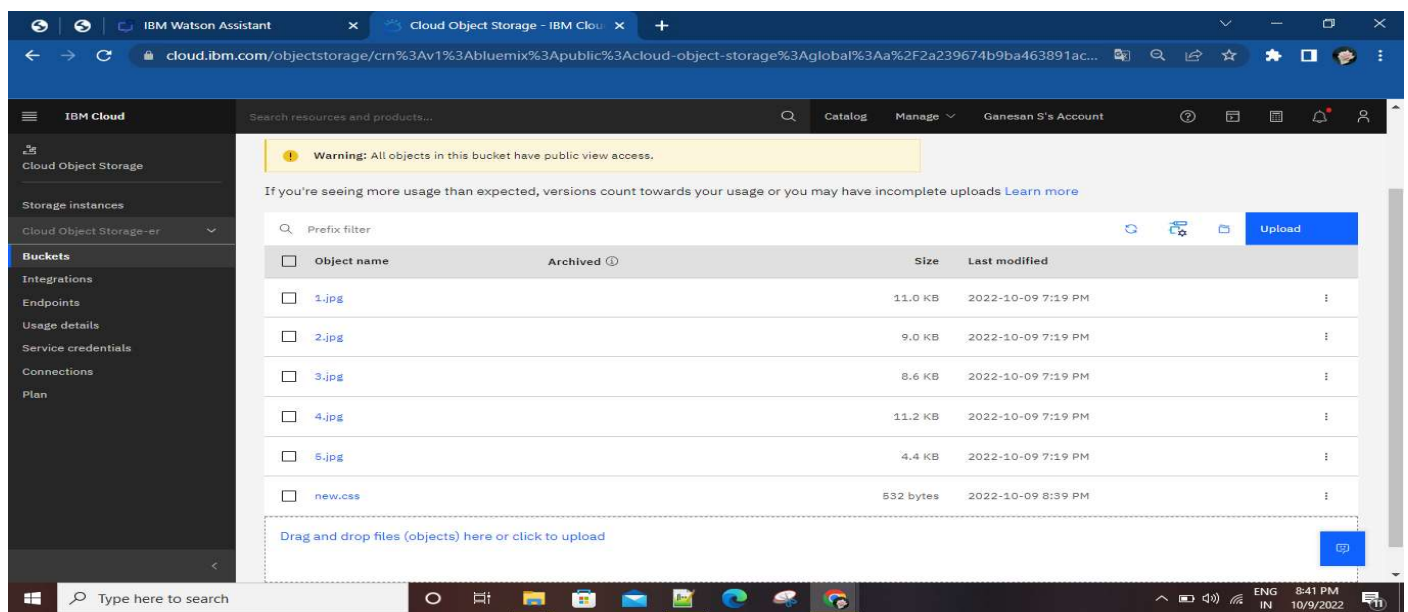 IBM Watson Assistant
Cloud Object Storage - IBM Clou
cloud.ibm.com/objectstorage/crn%3Av1%3Abluemix%3Apublic%3Acloud-object-storage%3Aglobal%3Aa%2F2a239674b9ba463891ac...
IBM Cloud
Search resources and products...
Catalog
Manage
Ganesan S's Account
Cloud Object Storage
Storage instances
Cloud Object Storage-er
Buckets
Integrations
Endpoints
Usage details
Service credentials
Connections
Plan
Warning: All objects in this bucket have public view access.
If you're seeing more usage than expected, versions count towards your usage or you may have incomplete uploads Learn more
Prefix filter
Upload
Object name Archived Size Last modified
1.jpg 11.0 KB 2022-10-09 7:19 PM
2.jpg 9.0 KB 2022-10-09 7:19 PM
3.jpg 8.6 KB 2022-10-09 7:19 PM
4.jpg 11.2 KB 2022-10-09 7:19 PM
5.jpg 4.4 KB 2022-10-09 7:19 PM
new.css 532 bytes 2022-10-09 8:39 PM
Drag and drop files (objects) here or click to upload
Type here to search
ENG 8:41 PM
IN 10/9/2022
11